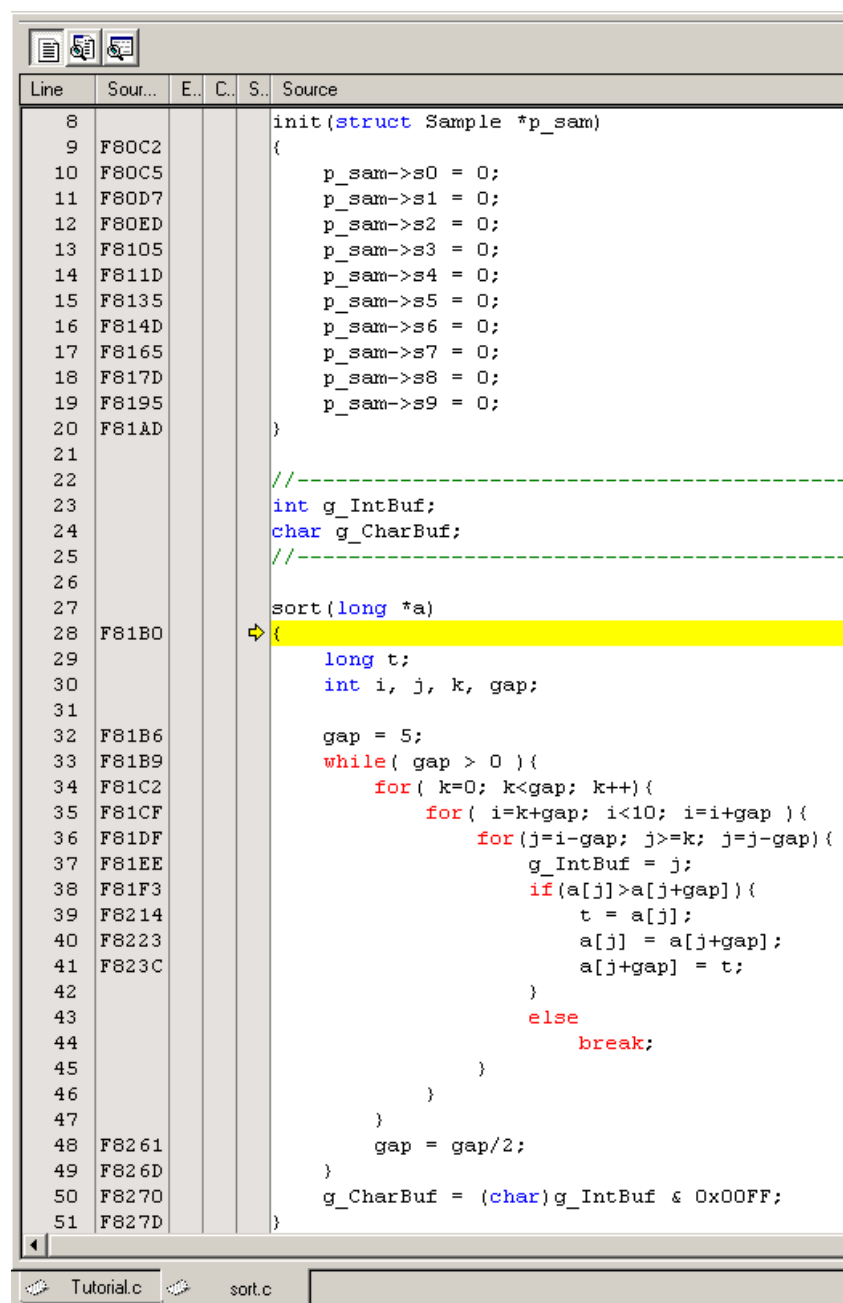 Line Sour... E.. C.. S.. Source
8 init(struct Sample *p_sam)
9 F80C2 {
10 F80C5 p_sam->s0 = 0;
11 F80D7 p_sam->s1 = 0;
12 F80ED p_sam->s2 = 0;
13 F8105 p_sam->s3 = 0;
14 F811D p_sam->s4 = 0;
15 F8135 p_sam->s5 = 0;
16 F814D p_sam->s6 = 0;
17 F8165 p_sam->s7 = 0;
18 F817D p_sam->s8 = 0;
19 F8195 p_sam->s9 = 0;
20 F81AD }
21
22 //-------------------------------------------
23 int g_IntBuf;
24 char g_CharBuf;
25 //-------------------------------------------
26
27 sort(long *a)
28 F81B0 {
29 long t;
30 int i, j, k, gap;
31
32 F81B6 gap = 5;
33 F81B9 while( gap > 0 ){
34 F81C2 for( k=0; k<gap; k++){
35 F81CF for( i=k+gap; i<10; i=i+gap ){
36 F81DF for(j=i-gap; j>=k; j=j-gap){
37 F81EE g_IntBuf = j;
38 F81F3 if(a[j]>a[j+gap]){
39 F8214 t = a[j];
40 F8223 a[j] = a[j+gap];
41 F823C a[j+gap] = t;
42 }
43 else
44 break;
45 }
46 }
47 }
48 F8261 gap = gap/2;
49 F826D }
50 F8270 g_CharBuf = (char)g_IntBuf & 0x00FF;
51 F827D }
Tutorial.c sort.c